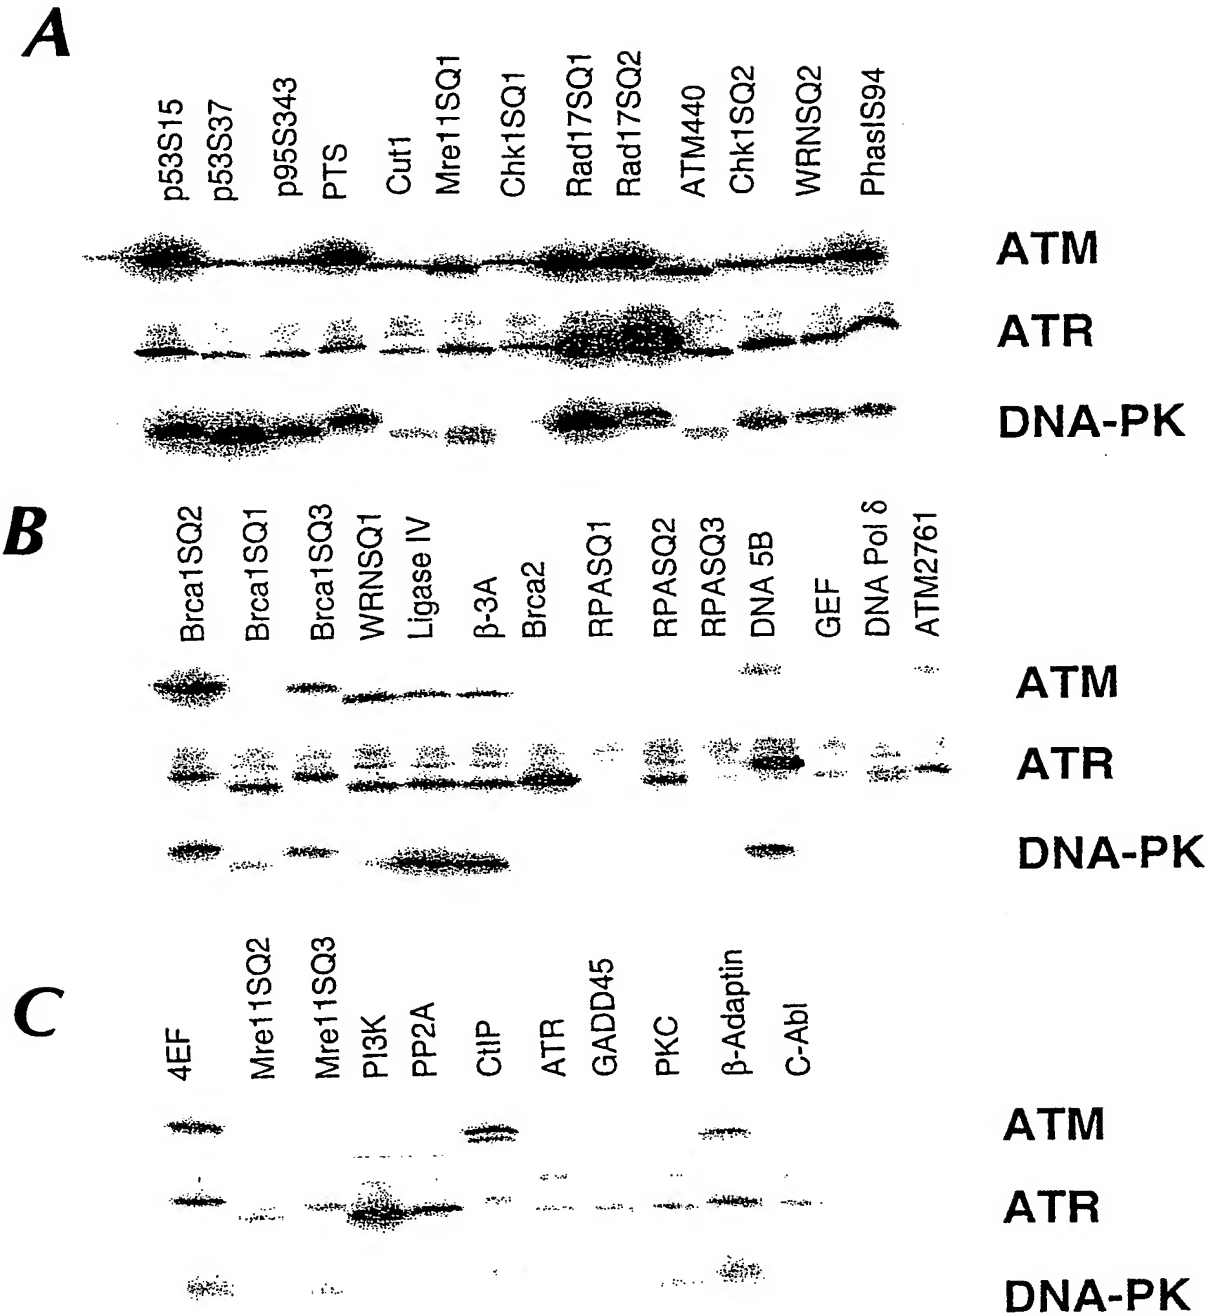 A
p53S15 p53S37 p95S343 PTS Cut1 Mre11SQ1 Chk1SQ1 Rad17SQ1 Rad17SQ2 ATM440 Chk1SQ2 WRNSQ2 PhasIS94
ATM
ATR
DNA-PK
B
Brca1SQ2 Brca1SQ1 Brca1SQ3 WRNSQ1 Ligase IV β-3A Brca2 RPASQ1 RPASQ2 RPASQ3 DNA 5B GEF DNA Pol δ ATM2761
ATM
ATR
DNA-PK
C
4EF Mre11SQ2 Mre11SQ3 PI3K PP2A CtIP ATR GADD45 PKC β-Adaptin C-Abl
ATM
ATR
DNA-PK